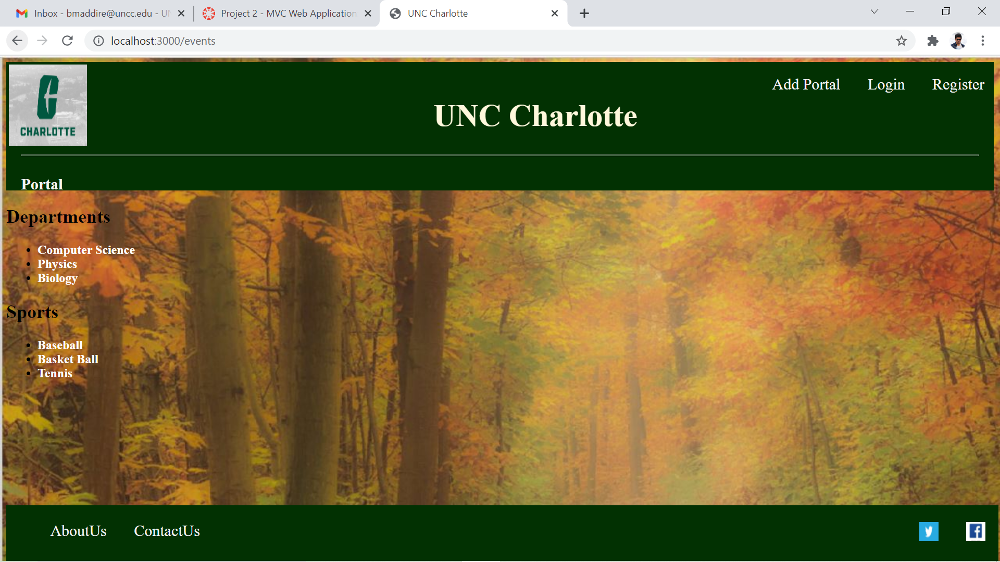 Inbox - bmaddire@uncc.edu - UN
Project 2 - MVC Web Application
UNC Charlotte
localhost:3000/events
CHARLOTTE
Add Portal Login Register
UNC Charlotte
Portal
Departments
Computer Science
Physics
Biology
Sports
Baseball
Basket Ball
Tennis
AboutUs ContactUs